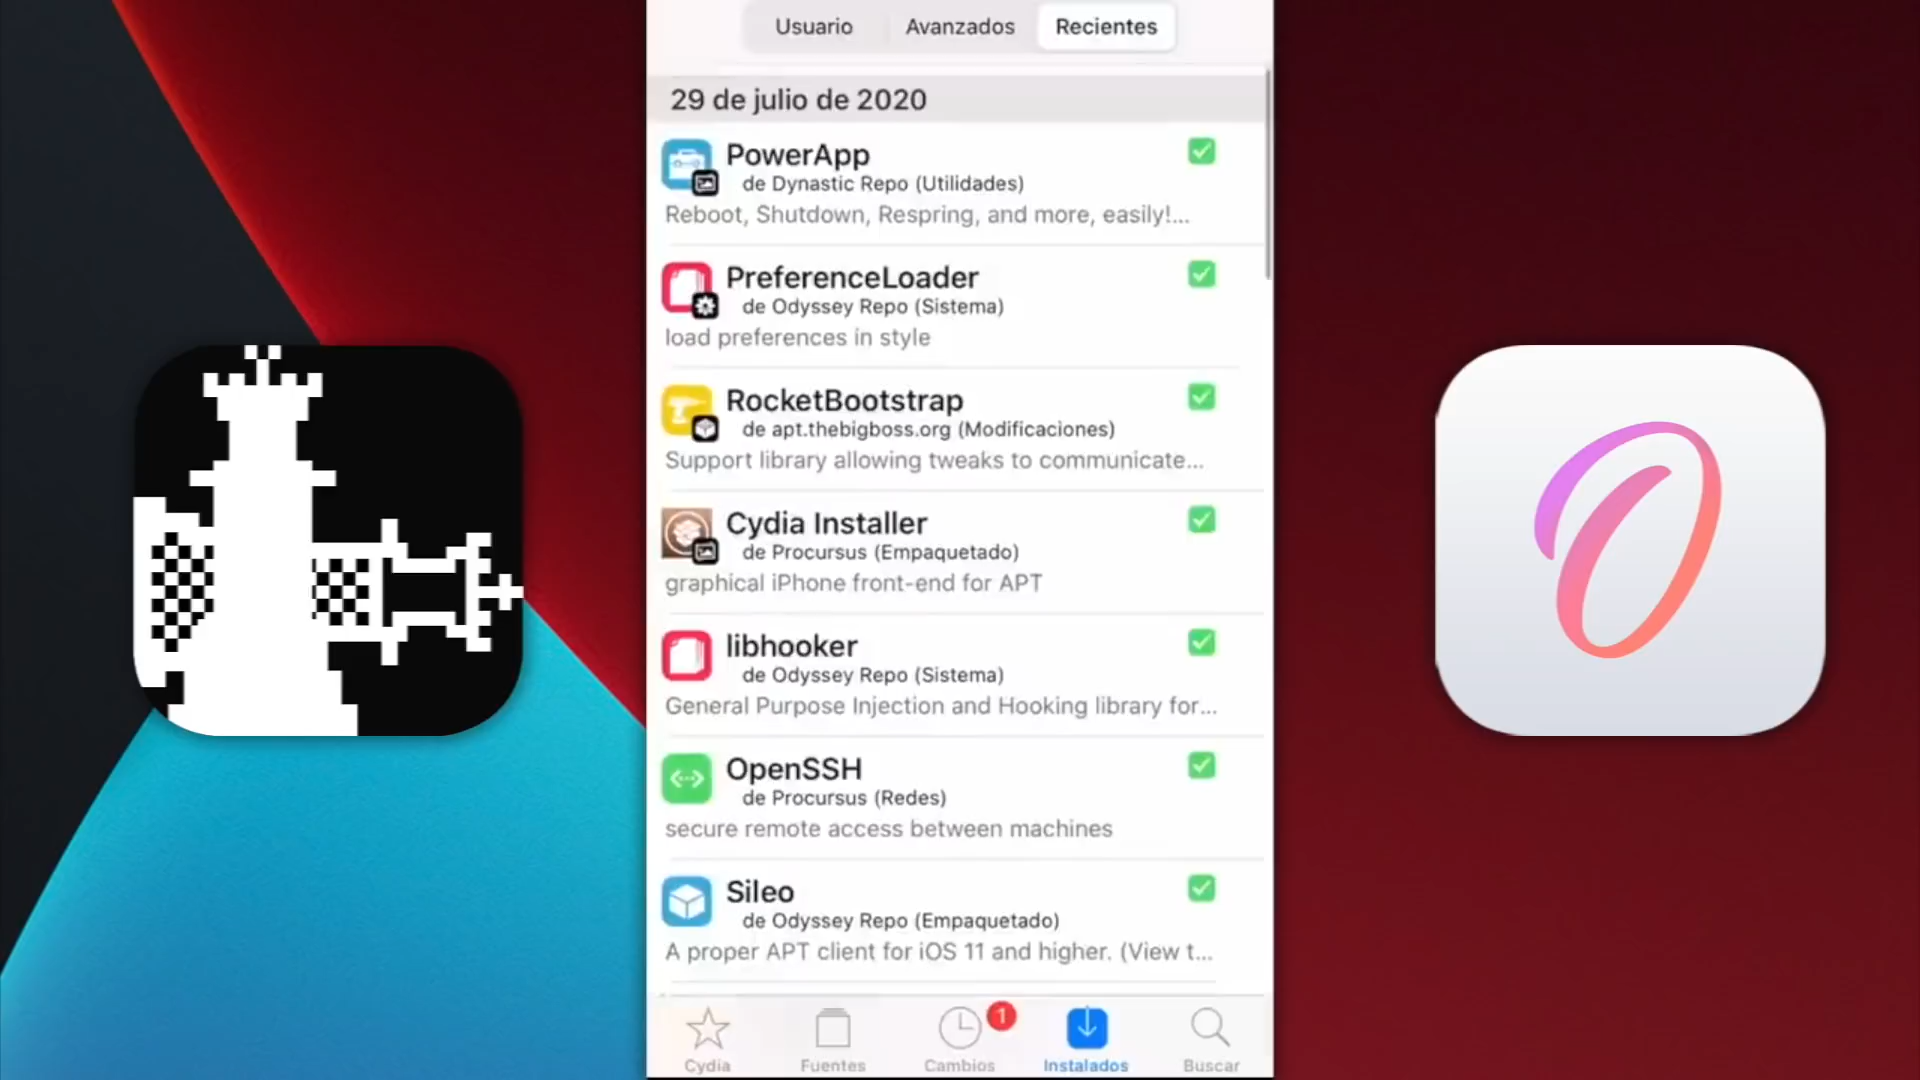 Usuario
Avanzados
Recientes
29 de julio de 2020
PowerApp
de Dynastic Repo (Utilidades)
Reboot, Shutdown, Respring, and more, easily!...
PreferenceLoader
de Odyssey Repo (Sistema)
load preferences in style
RocketBootstrap
de apt.thebigboss.org (Modificaciones)
Support library allowing tweaks to communicate...
Cydia Installer
de Procursus (Empaquetado)
graphical iPhone front-end for APT
libhooker
de Odyssey Repo (Sistema)
General Purpose Injection and Hooking library for...
OpenSSH
de Procursus (Redes)
secure remote access between machines
Sileo
de Odyssey Repo (Empaquetado)
A proper APT client for iOS 11 and higher. (View t...
1
Cydia
Fuentes
Cambios
Instalados
Buscar